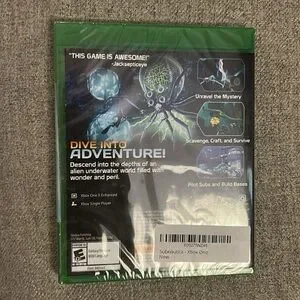 "THIS GAME IS AWESOME!"
-Jacksepticeye
Unravel the Mystery
Scavenge, Craft, and Survive
DIVE INTO
ADVENTURE!
Descend into the depths of an
alien underwater world filled with
wonder and peril.
Pilot Subs and Build Bases
Xbox One X Enhanced
Xbox Single Player
Subnautica - Xbox One
New